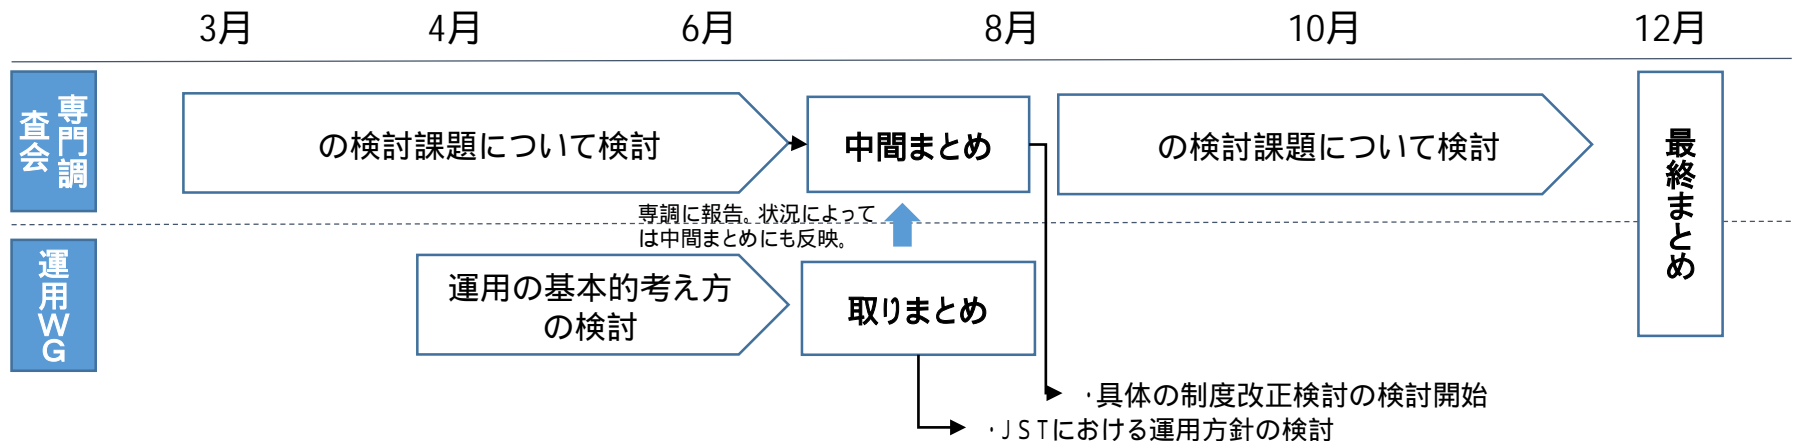 3月 4月 6月 8月 10月 12月
専門調
査会
の検討課題について検討
中間まとめ
の検討課題について検討
最終まとめ
専調に報告。状況によって
は中間まとめにも反映。
運用WG
運用の基本的考え方
の検討
取りまとめ
・具体の制度改正検討の検討開始
・JSTにおける運用方針の検討